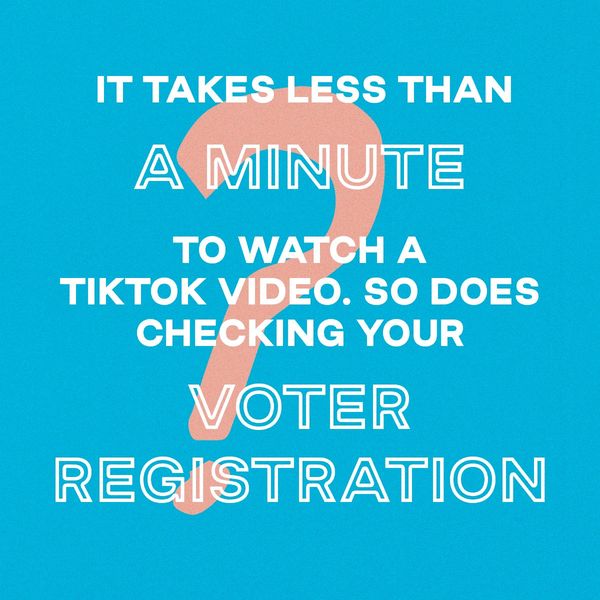 IT TAKES LESS THAN
A MINUTE
TO WATCH A
TIKTOK VIDEO. SO DOES
CHECKING YOUR
VOTER
REGISTRATION